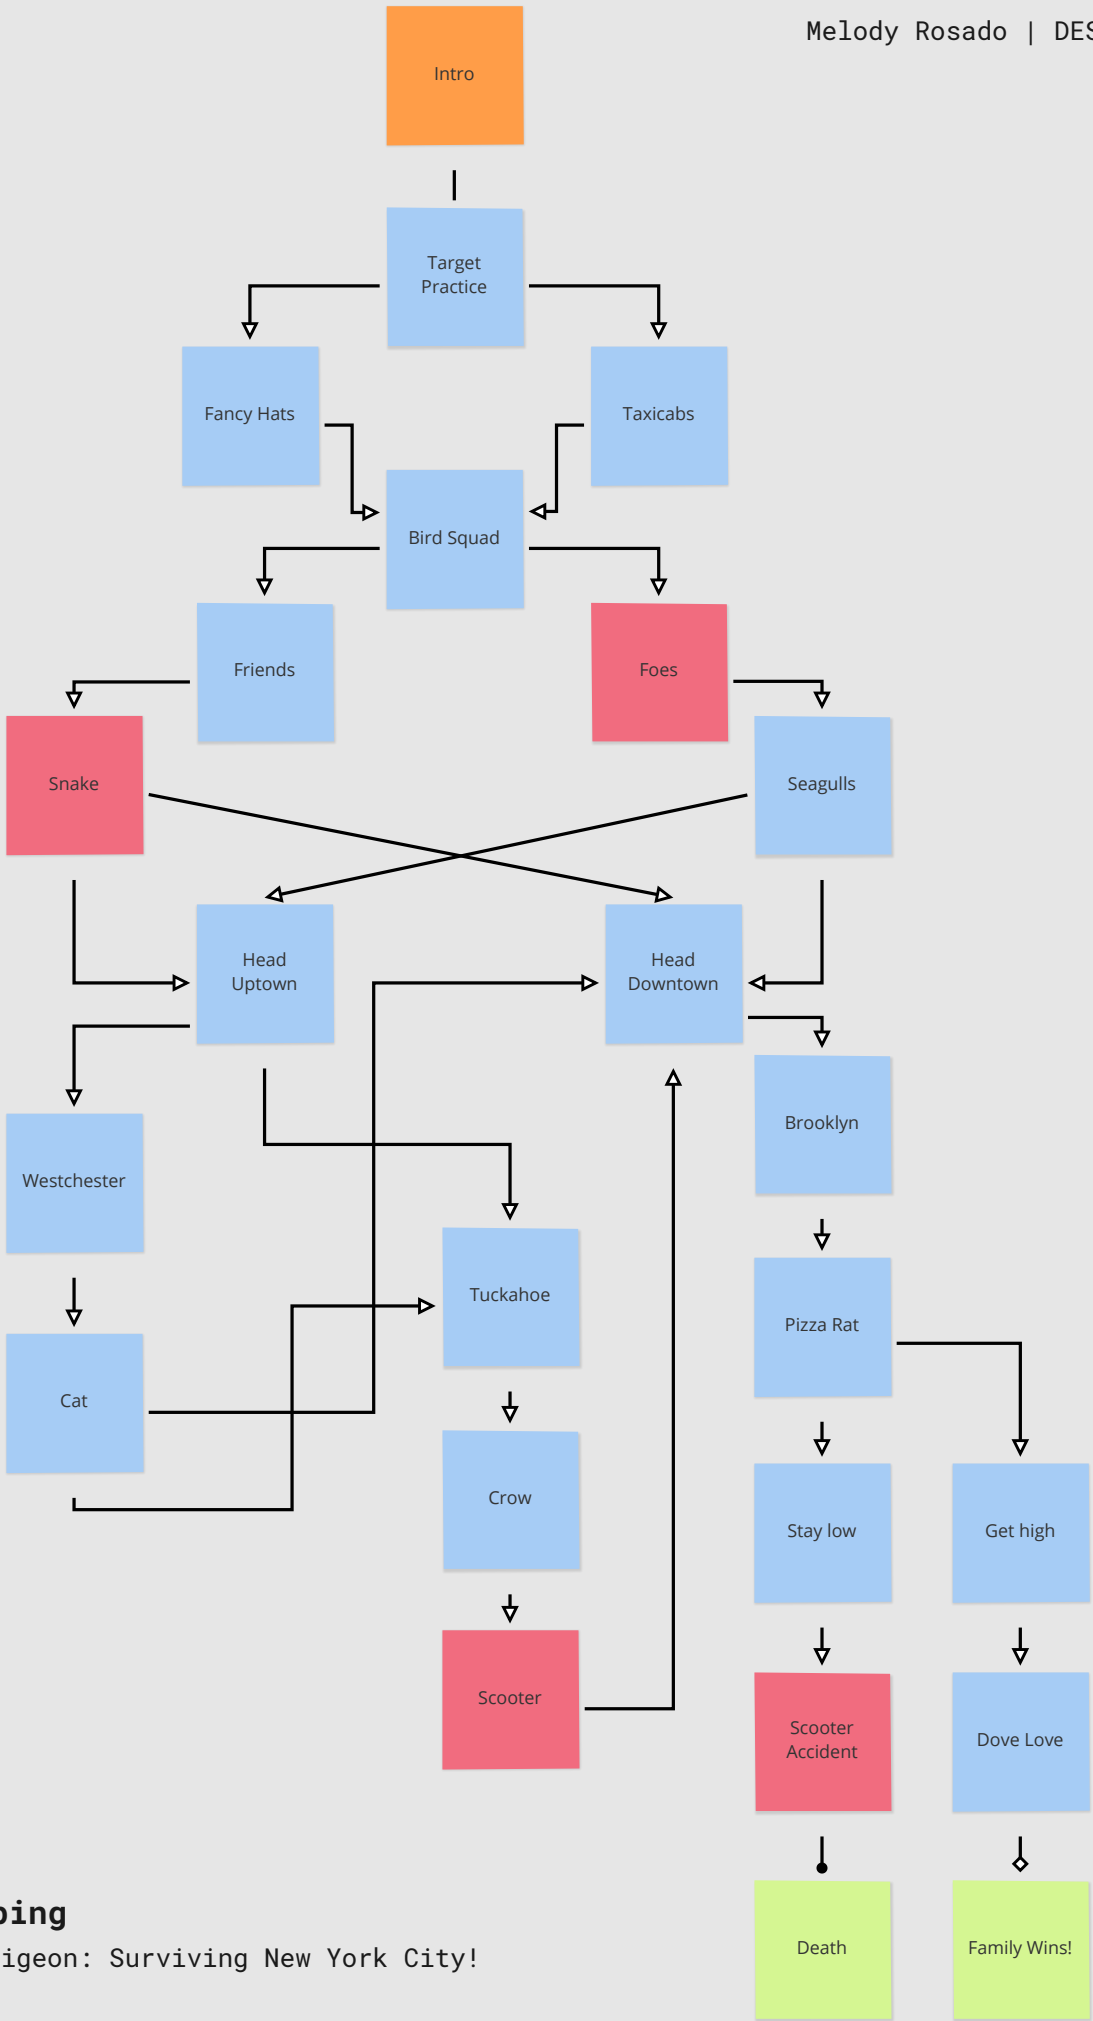 Melody Rosado | DES
Intro
Target
Practice
Fancy Hats
Taxicabs
Bird Squad
Friends
Foes
Snake
Seagulls
Head
Uptown
Head
Downtown
Brooklyn
Westchester
Tuckahoe
Pizza Rat
Cat
Crow
Stay low
Get high
Scooter
Scooter
Accident
Dove Love
ping
igeon: Surviving New York City!
Death
Family Wins!